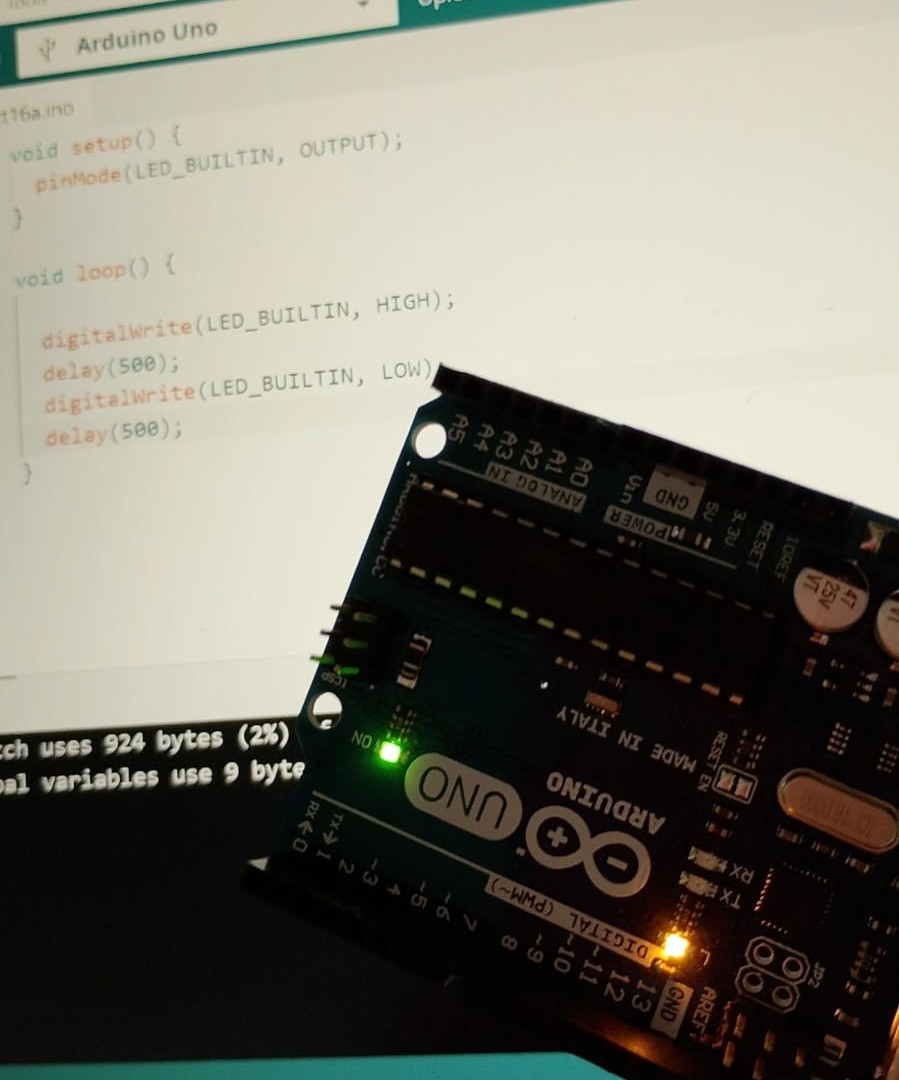 Arduino Uno
t16a.ino
void setup() {
pinMode(LED_BUILTIN, OUTPUT);
}
void loop() {
digitalWrite(LED_BUILTIN, HIGH);
delay(500);
digitalWrite(LED_BUILTIN, LOW)
delay(500);
}
tch uses 924 bytes (2%)
bal variables use 9 byte
A5
A4
A3
A2
A1
A0
ANALOG IN
Vin
GND
5V
3.3V
RESET
IOREF
POWER
47
25V
VT
ICSP
ON
UNO
MADE IN ITALY
ARDUINO
RESET EN
RX
TX
L
JP2
DIGITAL (PWM~)
RX←0
TX→1
2
~3
4
~5
~6
7
8
~9
~10
~11
12
13
GND
AREF